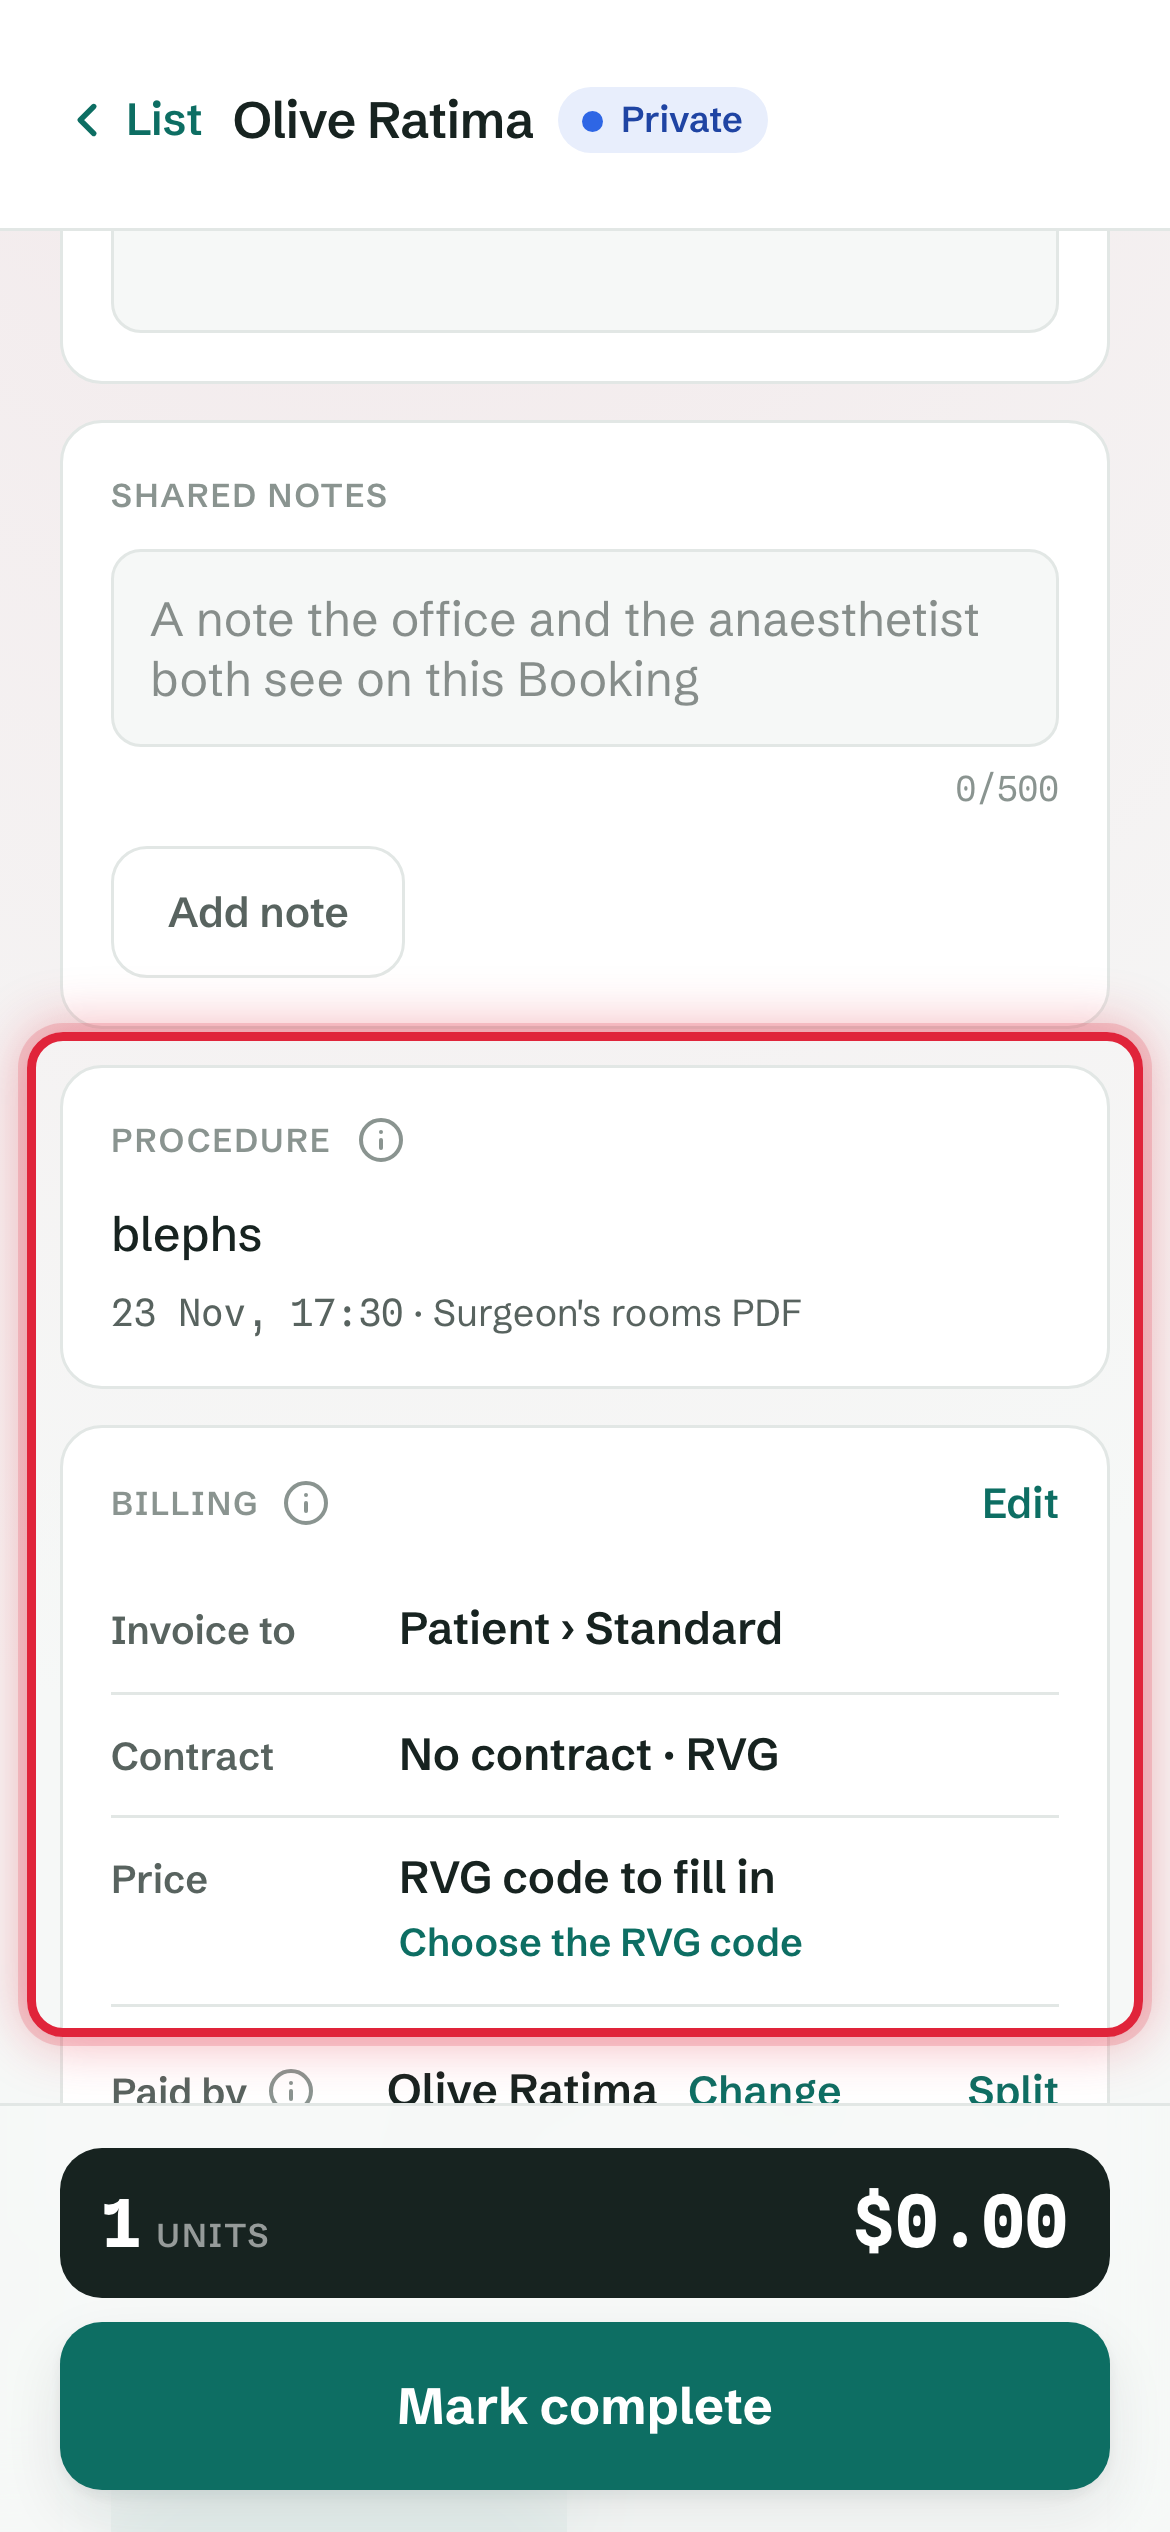 List Olive Ratima Private
SHARED NOTES
A note the office and the anaesthetist
both see on this Booking
0/500
Add note
PROCEDURE
blephs
23 Nov, 17:30 · Surgeon's rooms PDF
BILLING Edit
Invoice to Patient › Standard
Contract No contract · RVG
Price RVG code to fill in
Choose the RVG code
Paid by Olive Ratima Change Split
1 UNITS $0.00
Mark complete